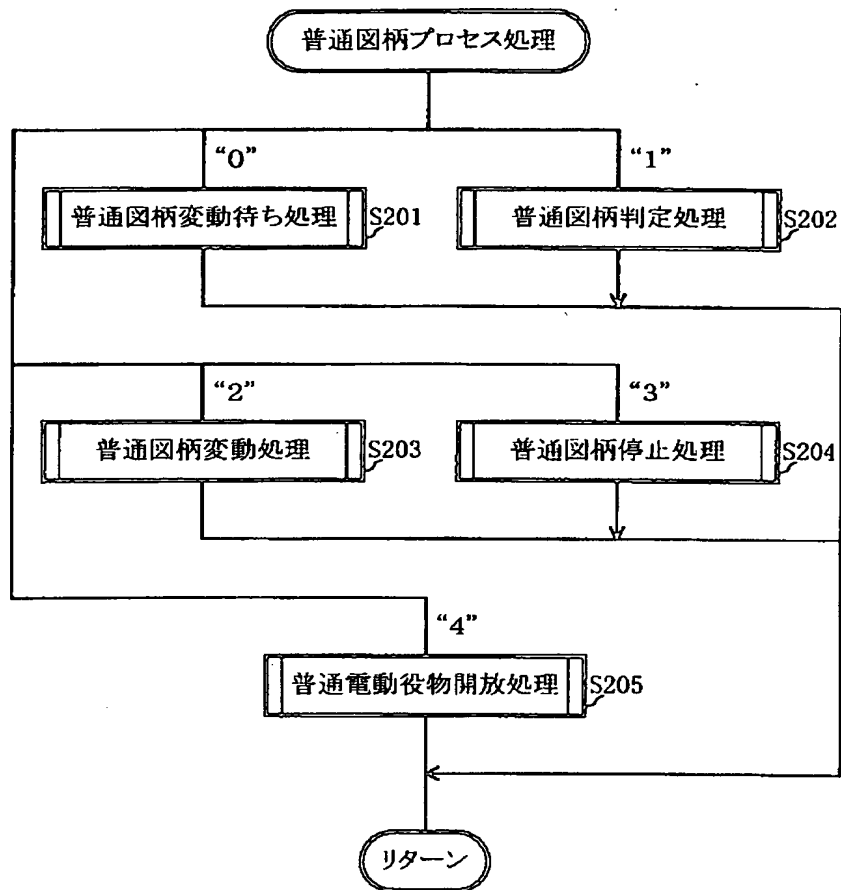 普通図柄プロセス処理
“0”
“1”
普通図柄変動待ち処理
S201
普通図柄判定処理
S202
“2”
“3”
普通図柄変動処理
S203
普通図柄停止処理
S204
“4”
普通電動役物開放処理
S205
リターン